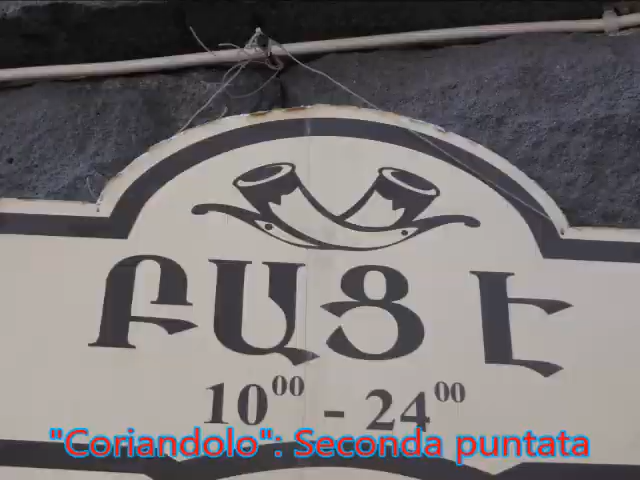 ԲԱՑ Է
10⁰⁰ - 24⁰⁰
"Coriandolo": Seconda puntata